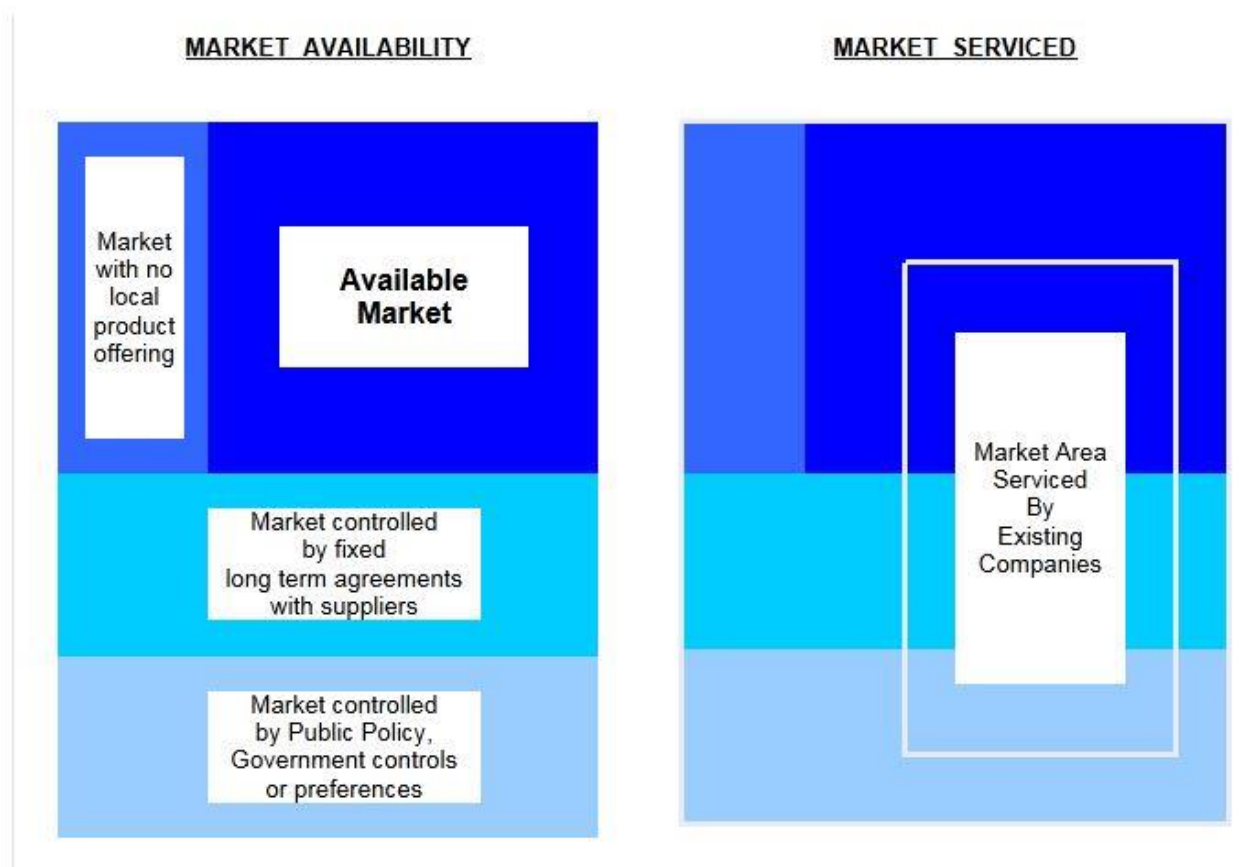 MARKET AVAILABILITY
MARKET SERVICED
Market
with no
local
product
offering
Available
Market
Market controlled
by fixed
long term agreements
with suppliers
Market controlled
by Public Policy,
Government controls
or preferences
Market Area
Serviced
By
Existing
Companies